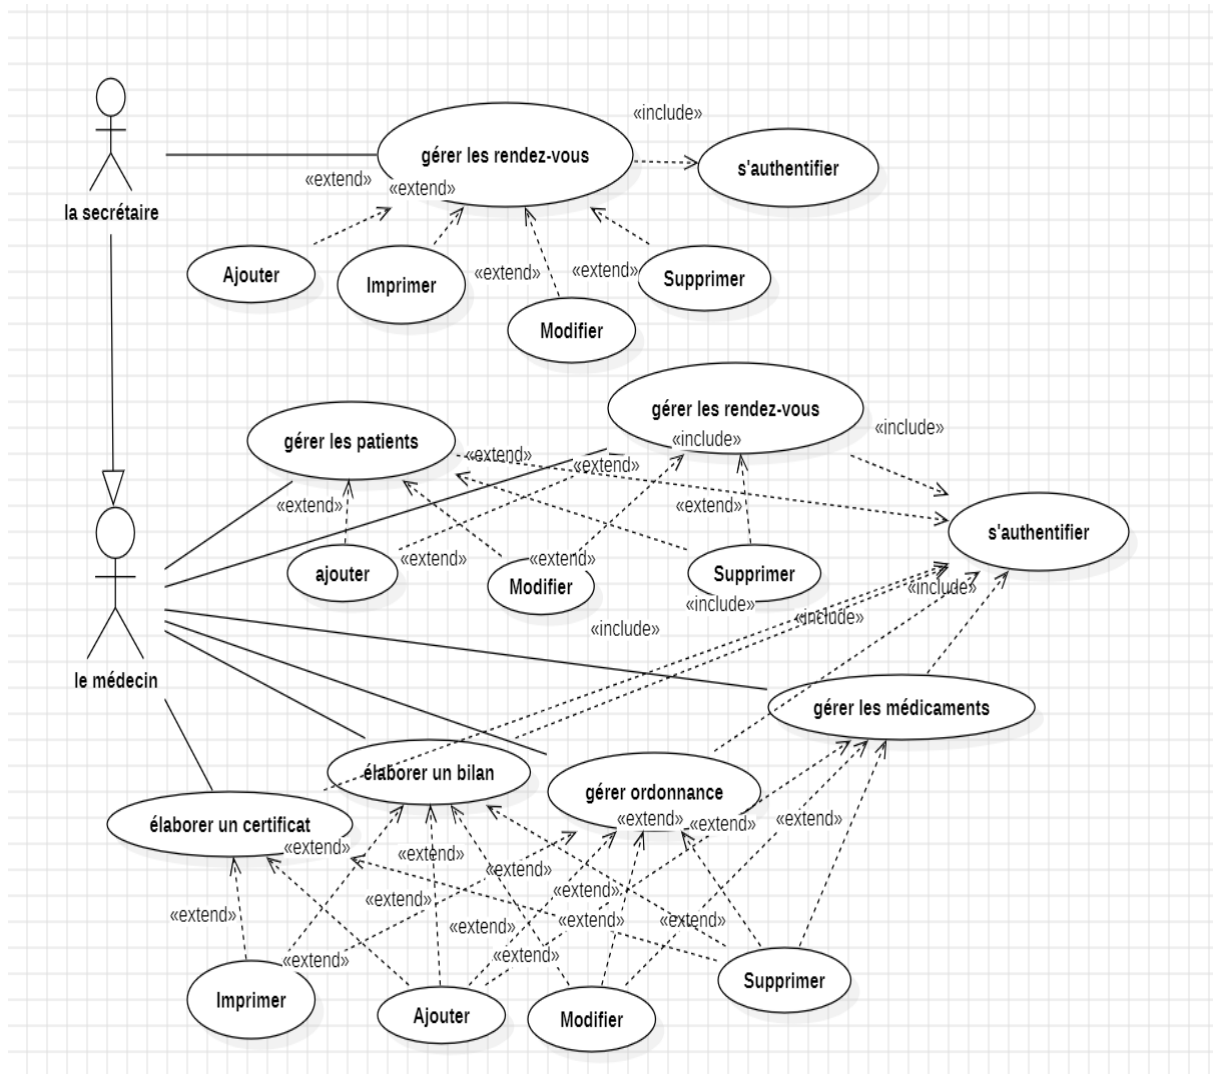 «include»
gérer les rendez-vous
s'authentifier
«extend»
«extend»
la secrétaire
Ajouter
Imprimer
«extend»
«extend»
Supprimer
Modifier
gérer les rendez-vous
gérer les patients
«include»
«include»
«extend»
«extend»
«extend»
«extend»
s'authentifier
«extend»
«extend»
ajouter
Modifier
Supprimer
«include»
«include»
«include»
«include»
le médecin
gérer les médicaments
élaborer un bilan
gérer ordonnance
élaborer un certificat
«extend»
«extend»
«extend»
«extend»
«extend»
«extend»
«extend»
«extend»
«extend»
«extend»
«extend»
«extend»
«extend»
«extend»
Imprimer
Ajouter
Modifier
Supprimer